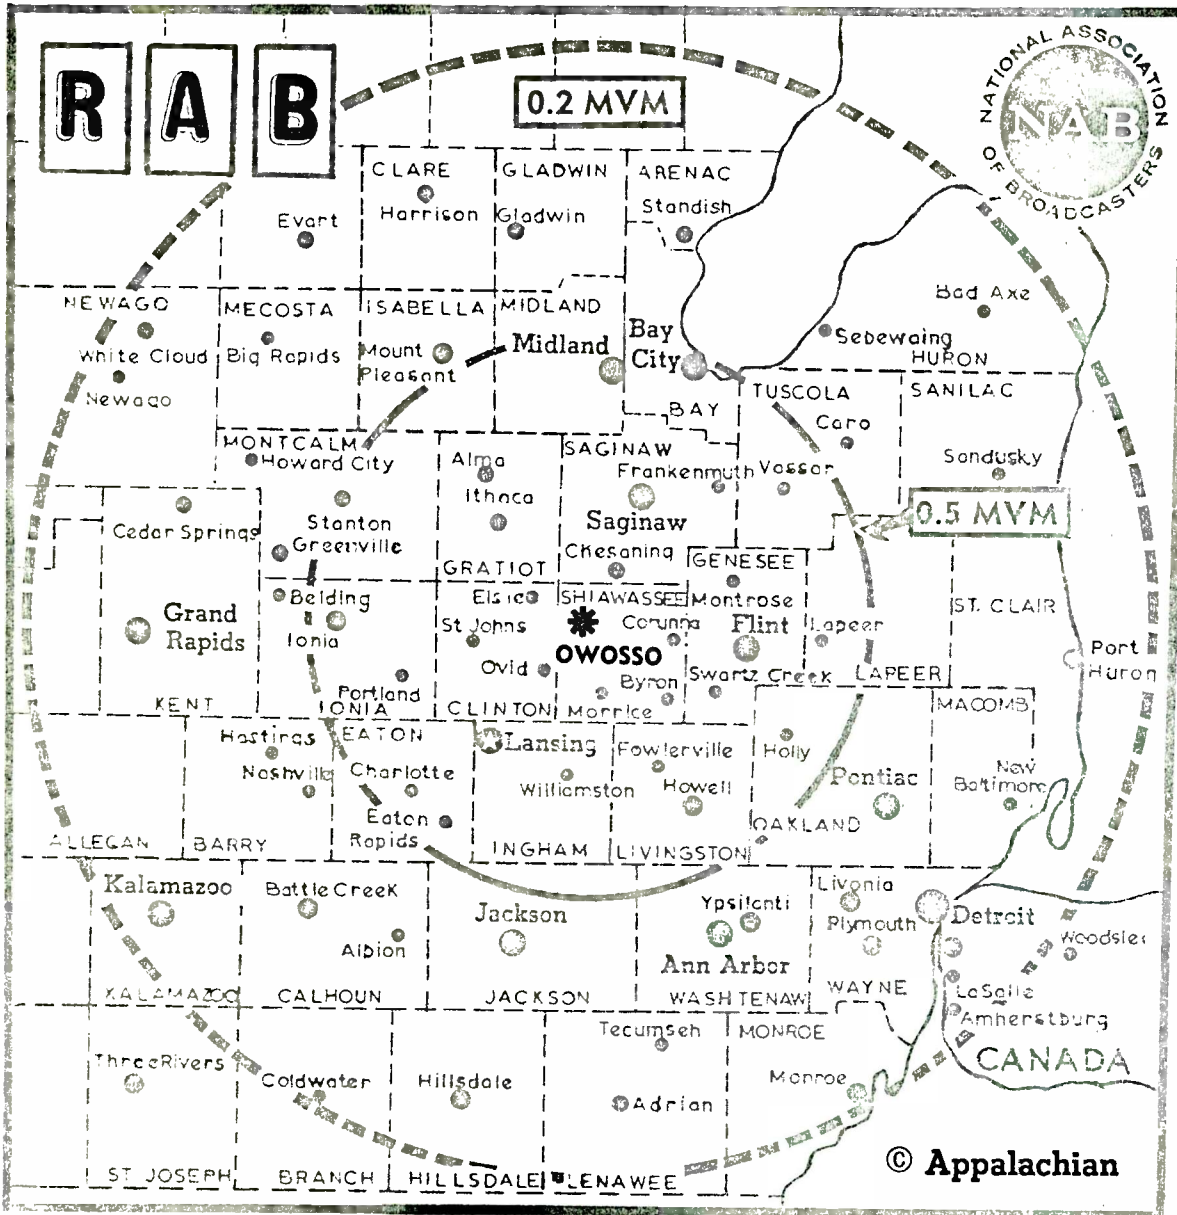 R A B
0.2 MVM
NATIONAL ASSOCIATION
NAB
OF BROADCASTERS
CLARE
Harrison
GLADWIN
Gladwin
ARENAC
Standish
Evart
Bad Axe
NEWAGO
White Cloud
Newago
MECOSTA
Big Rapids
ISABELLA
Mount
Pleasant
MIDLAND
Midland
Bay
City
BAY
Sebewaing
HURON
TUSCOLA
Caro
SANILAC
Sandusky
MONTCALM
Howard City
Alma
Ithaca
SAGINAW
Frankenmuth
Vassar
Saginaw
Chesaning
0.5 MVM
Cedar Springs
Stanton
Greenville
GRATIOT
GENESEE
Grand
Rapids
Belding
Ionia
Elsie
St Johns
Ovid
SHIAWASSEE
Corunna
OWOSSO
Byron
Morrice
Montrose
Flint
Swartz Creek
Lapeer
LAPEER
ST. CLAIR
Port
Huron
KENT
Portland
IONIA
CLINTON
MACOMB
Hastings
Nashville
EATON
Charlotte
Eaton
Rapids
Lansing
Williamston
Fowlerville
Howell
Holly
Pontiac
New
Baltimore
OAKLAND
ALLEGAN
BARRY
INGHAM
LIVINGSTON
Kalamazoo
Battle Creek
Albion
Jackson
Ypsilanti
Ann Arbor
Livonia
Plymouth
Detroit
Woodslee
KALAMAZOO
CALHOUN
JACKSON
WASHTENAW
WAYNE
LaSalle
Amherstburg
CANADA
Three Rivers
Coldwater
Hillsdale
Tecumseh
Adrian
MONROE
Monroe
ST JOSEPH
BRANCH
HILLSDALE
LENAWEE
© Appalachian